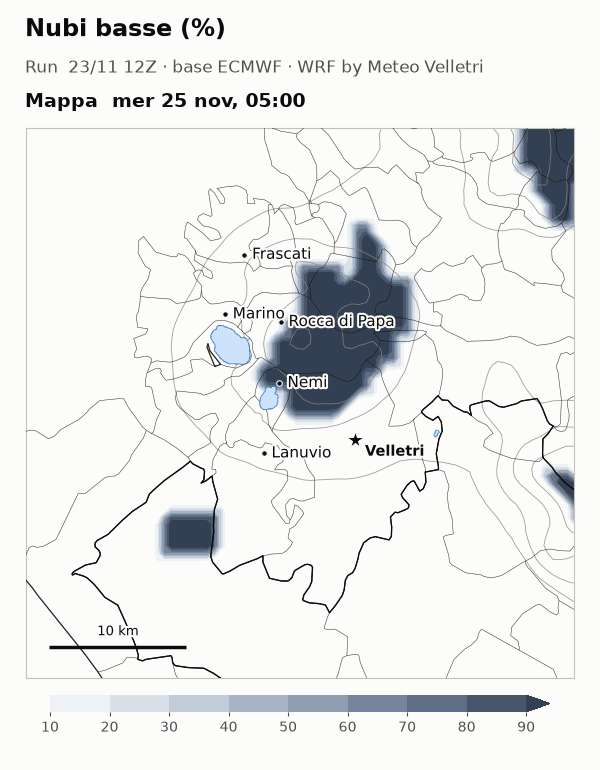 Nubi basse (%)
Run  23/11 12Z · base ECMWF · WRF by Meteo Velletri
Mappa  mer 25 nov, 05:00
Frascati
Marino
Rocca di Papa
Nemi
Velletri
Lanuvio
10 km
10 20 30 40 50 60 70 80 90